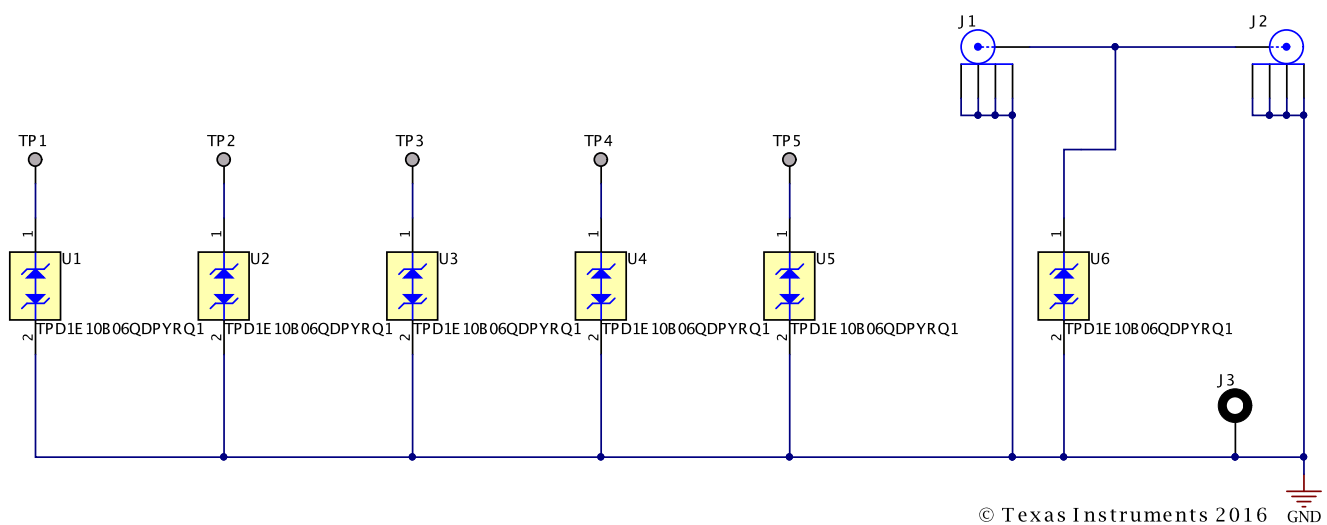 J1
J2
TP1
TP2
TP3
TP4
TP5
1
1
1
1
1
1
U1
U2
U3
U4
U5
U6
TPD1E10B06QDPYRQ1
TPD1E10B06QDPYRQ1
TPD1E10B06QDPYRQ1
TPD1E10B06QDPYRQ1
TPD1E10B06QDPYRQ1
TPD1E10B06QDPYRQ1
2
2
2
2
2
2
J3
© Texas Instruments 2016
GND